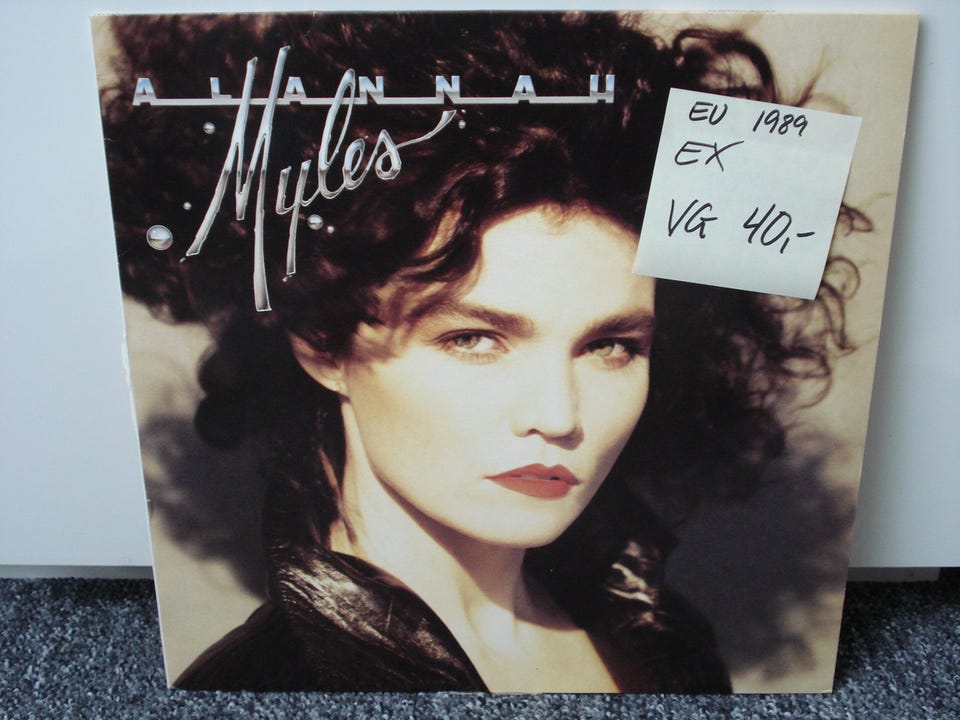 ALANNAH
Myles
EU 1989
EX
VG 40,-